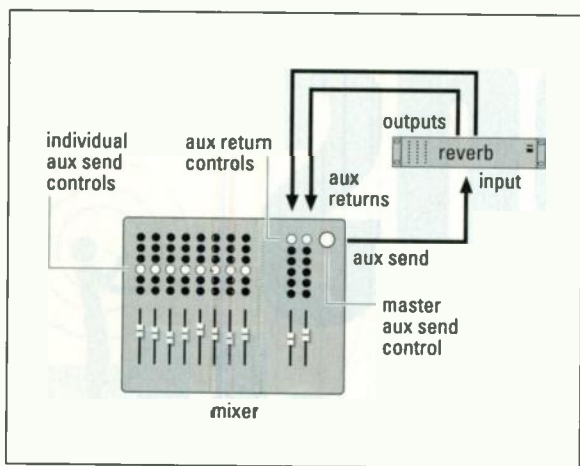 individual
aux send
controls
aux return
controls
outputs
reverb
input
aux
returns
aux send
master
aux send
control
mixer